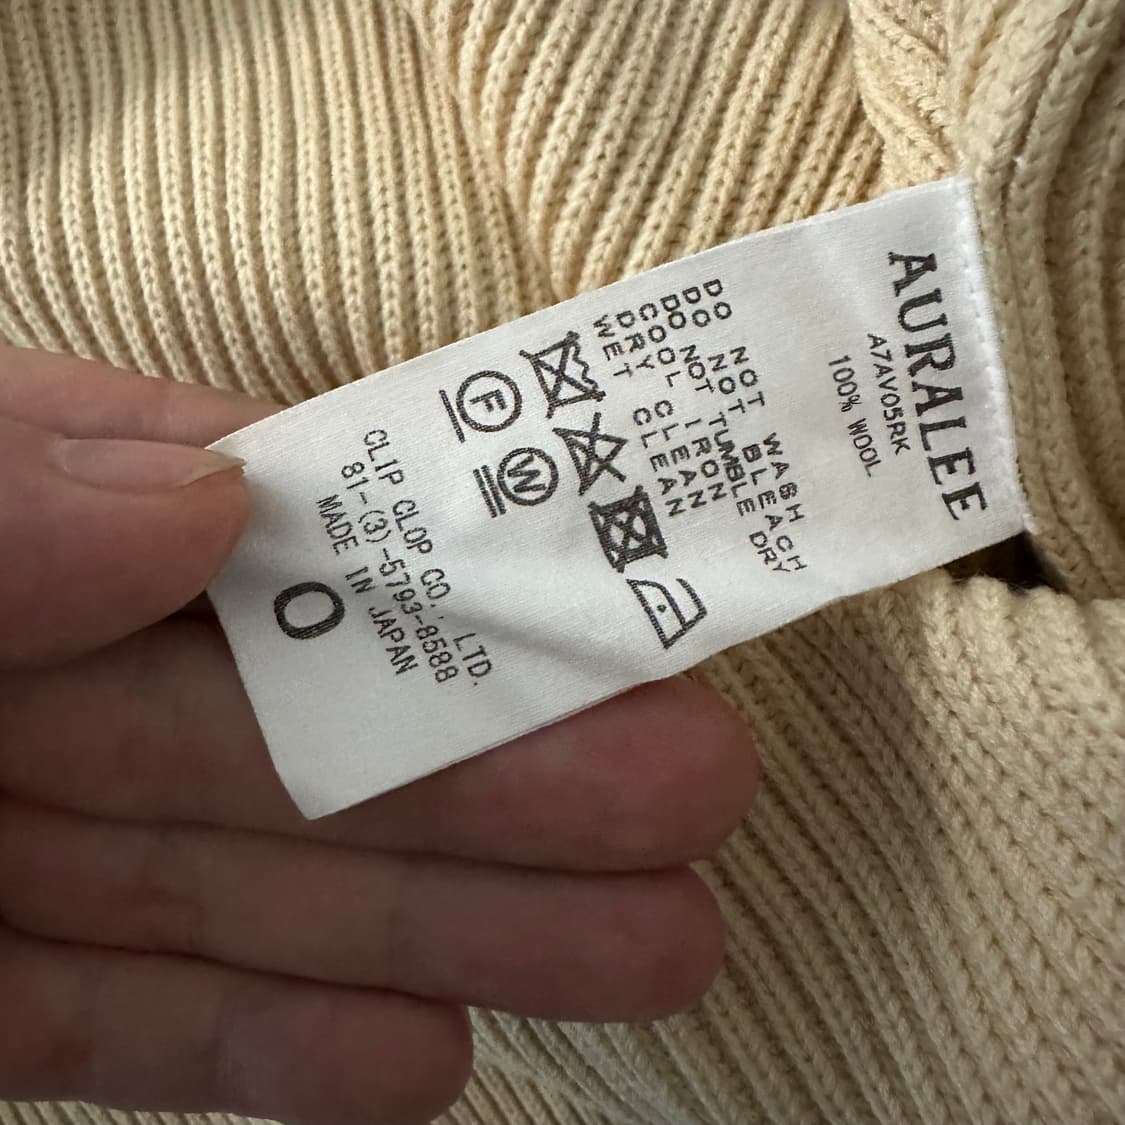 AURALEE
A7AV05RK
100% WOOL
DO NOT WASH
DO NOT BLEACH
DO NOT TUMBLE DRY
COOL IRON
DRY CLEAN
WET CLEAN
F W
CLIP CLOP CO. LTD.
81-(3)-5793-8588
MADE IN JAPAN
0